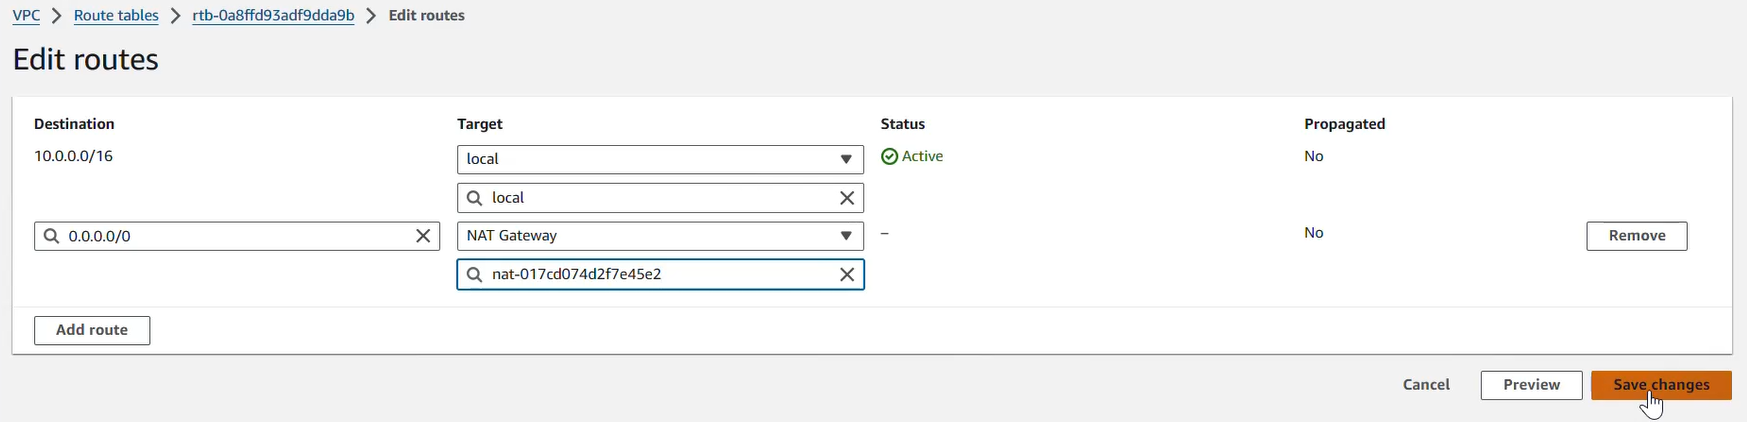 VPC > Route tables > rtb-0a8ffd93adf9dda9b > Edit routes
Edit routes
Destination Target Status Propagated
10.0.0.0/16 local Active No
local
0.0.0.0/0 NAT Gateway – No Remove
nat-017cd074d2f7e45e2
Add route
Cancel Preview Save changes